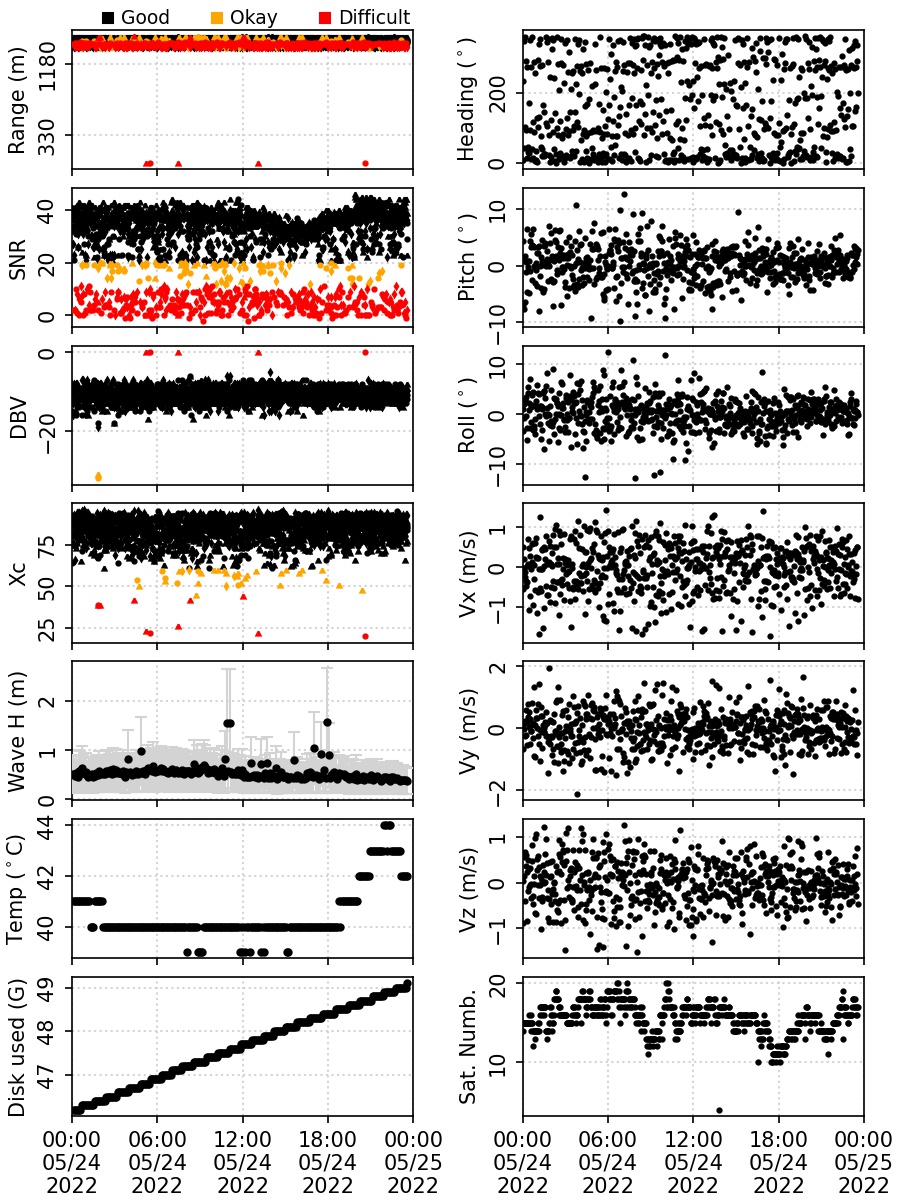 Good Okay Difficult
Range (m)
1180
330
Heading (°)
200
0
SNR
40
20
0
Pitch (°)
10
0
−10
DBV
0
−20
Roll (°)
10
0
−10
Xc
75
50
25
Vx (m/s)
1
0
−1
Wave H (m)
2
1
0
Vy (m/s)
2
0
−2
Temp (°C)
44
42
40
Vz (m/s)
1
0
−1
Disk used (G)
49
48
47
Sat. Numb.
20
10
00:00 06:00 12:00 18:00 00:00
05/24 05/24 05/24 05/24 05/25
2022 2022 2022 2022 2022
00:00 06:00 12:00 18:00 00:00
05/24 05/24 05/24 05/24 05/25
2022 2022 2022 2022 2022